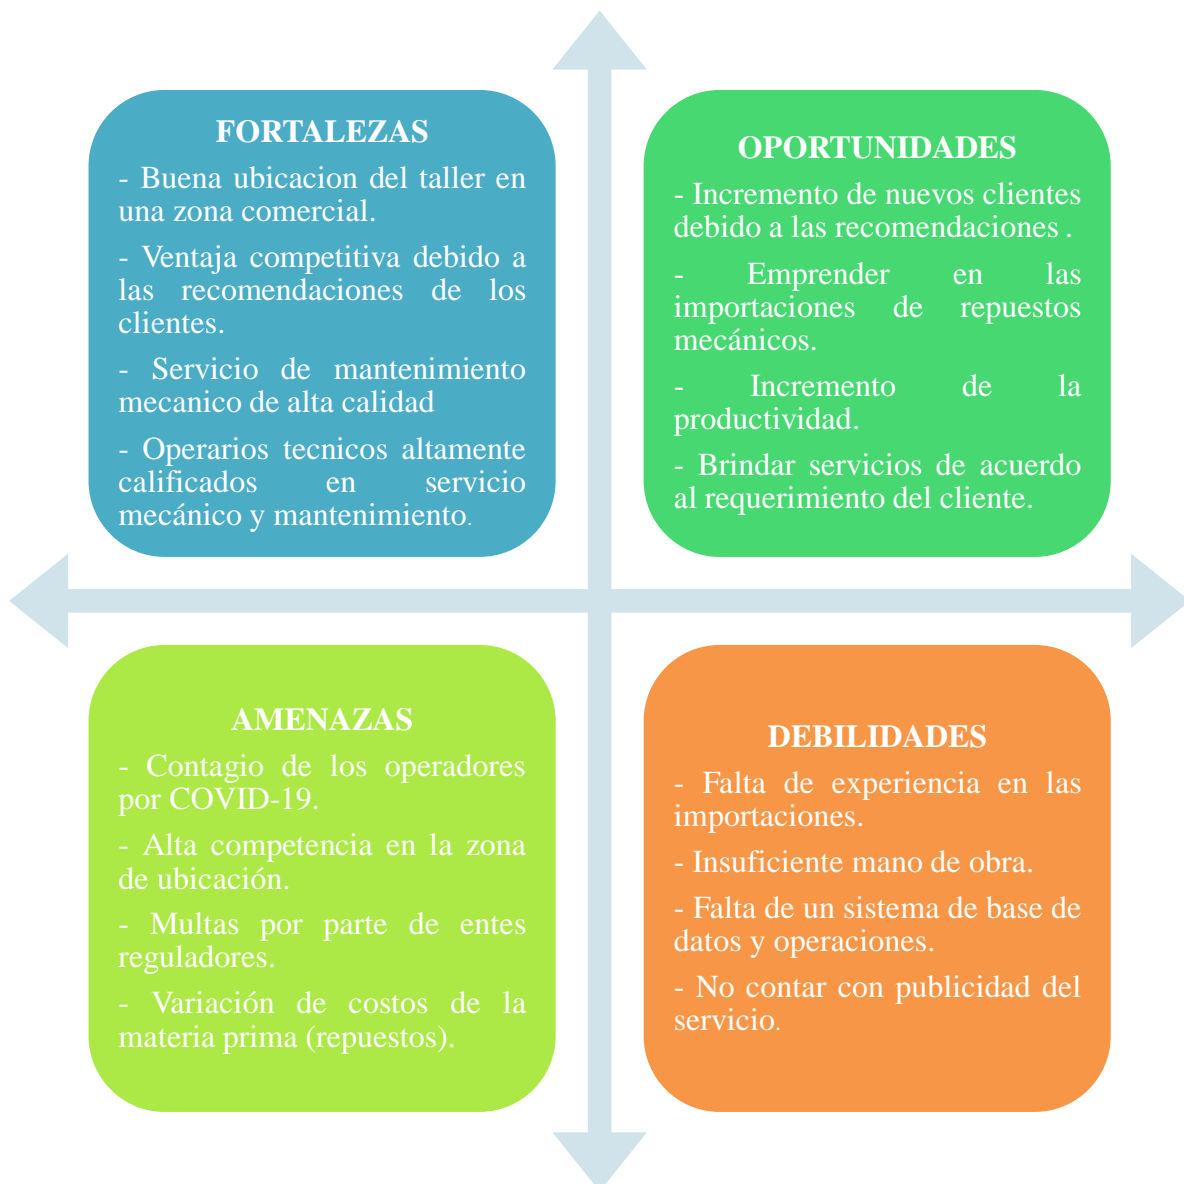 FORTALEZAS
- Buena ubicacion del taller en
una zona comercial.
- Ventaja competitiva debido a
las recomendaciones de los
clientes.
- Servicio de mantenimiento
mecanico de alta calidad
- Operarios tecnicos altamente
calificados en servicio
mecánico y mantenimiento.
OPORTUNIDADES
- Incremento de nuevos clientes
debido a las recomendaciones .
- Emprender en las
importaciones de repuestos
mecánicos.
- Incremento de la
productividad.
- Brindar servicios de acuerdo
al requerimiento del cliente.
AMENAZAS
- Contagio de los operadores
por COVID-19.
- Alta competencia en la zona
de ubicación.
- Multas por parte de entes
reguladores.
- Variación de costos de la
materia prima (repuestos).
DEBILIDADES
- Falta de experiencia en las
importaciones.
- Insuficiente mano de obra.
- Falta de un sistema de base de
datos y operaciones.
- No contar con publicidad del
servicio.